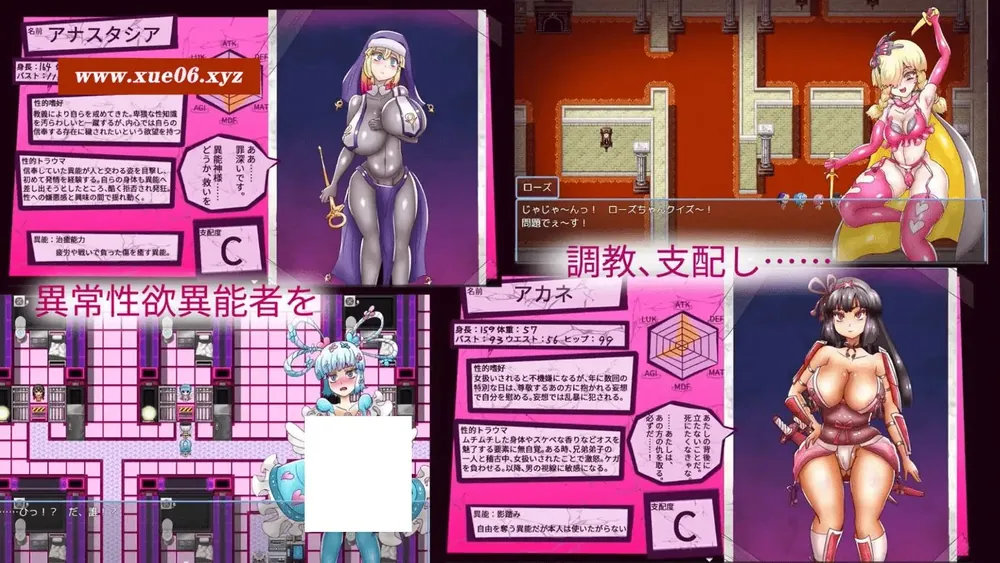 名前
アナスタシア
身長:164
バスト:
www.xue06.xyz
ATK
DEF
MAT
MDF
AGI
性的嗜好
教義により自らを戒めてきた。卑猥な性知識
を汚らわしいと一蹴するが、内心では自らの
信奉する存在に穢されたいという欲望を持つ
性的トラウマ
信奉していた異能が人と交わる姿を目撃し、
初めて発情を経験する。自らの身体も異能へ
差し出そうとしたところ、酷く拒否され発狂。
性への嫌悪感と興味の間で揺れ動く。
ああ……
罪深いです。
異能神様……
どうか、救いを
異能:治癒能力
疲労や戦いで負った傷を癒す異能。
支配度
C
ローズ
じゃじゃ~んっ! ローズちゃんクイズ~!
問題でぇ~す!
調教、支配し……
異常性欲異能者を
……ひっ!? だ、誰!?
名前
アカネ
身長:159 体重:57
バスト:93 ウエスト:56 ヒップ:99
ATK
DEF
MAT
MDF
AGI
LUK
性的嗜好
女扱いされると不機嫌になるが、年に数回の
特別な日は、尊敬するあの方に抱かれる妄想
で自分を慰める。妄想では乱暴に犯される。
性的トラウマ
ムチムチした身体やスケベな香りなどオスを
魅了する要素に無自覚。ある時、兄弟弟子の
一人と稽古中、女扱いされたことで激怒。ケガ
を負わせる。以降、男の視線に敏感になる。
あたしの背後に
立たないことだ。
死にたくなきゃな。
……あたしは、
あの方の仇を取る。
必ずだ……!
異能:影踏み
自由を奪う異能だが本人は使いたがらない
支配度
C